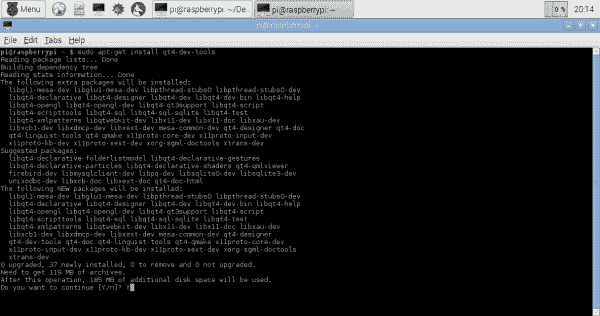 Menu
pi@raspberrypi: ~/De...
pi@raspberrypi: ~
0 %
20:14
pi@raspberrypi: ~
File Edit Tabs Help
pi@raspberrypi ~ $ sudo apt-get install qt4-dev-tools
Reading package lists... Done
Building dependency tree
Reading state information... Done
The following extra packages will be installed:
libgl1-mesa-dev libglu1-mesa-dev libpthread-stubs0 libpthread-stubs0-dev
libqt4-declarative libqt4-designer libqt4-dev libqt4-dev-bin libqt4-help
libqt4-opengl libqt4-opengl-dev libqt4-qt3support libqt4-script
libqt4-scripttools libqt4-sql libqt4-sql-sqlite libqt4-test
libqt4-xmlpatterns libqtwebkit-dev libx11-dev libx11-doc libxau-dev
libxcb1-dev libxdmcp-dev libxext-dev mesa-common-dev qt4-designer qt4-doc
qt4-linguist-tools qt4-qmake x11proto-core-dev x11proto-input-dev
x11proto-kb-dev x11proto-xext-dev xorg-sgml-doctools xtrans-dev
Suggested packages:
libqt4-declarative-folderlistmodel libqt4-declarative-gestures
libqt4-declarative-particles libqt4-declarative-shaders qt4-qmlviewer
firebird-dev libmysqlclient-dev libpq-dev libsqlite0-dev libsqlite3-dev
unixodbc-dev libxcb-doc libxext-doc qt4-doc-html
The following NEW packages will be installed:
libgl1-mesa-dev libglu1-mesa-dev libpthread-stubs0 libpthread-stubs0-dev
libqt4-declarative libqt4-designer libqt4-dev libqt4-dev-bin libqt4-help
libqt4-opengl libqt4-opengl-dev libqt4-qt3support libqt4-script
libqt4-scripttools libqt4-sql libqt4-sql-sqlite libqt4-test
libqt4-xmlpatterns libqtwebkit-dev libx11-dev libx11-doc libxau-dev
libxcb1-dev libxdmcp-dev libxext-dev mesa-common-dev qt4-designer
qt4-dev-tools qt4-doc qt4-linguist-tools qt4-qmake x11proto-core-dev
x11proto-input-dev x11proto-kb-dev x11proto-xext-dev xorg-sgml-doctools
xtrans-dev
0 upgraded, 37 newly installed, 0 to remove and 0 not upgraded.
Need to get 119 MB of archives.
After this operation, 185 MB of additional disk space will be used.
Do you want to continue [Y/n]? Y